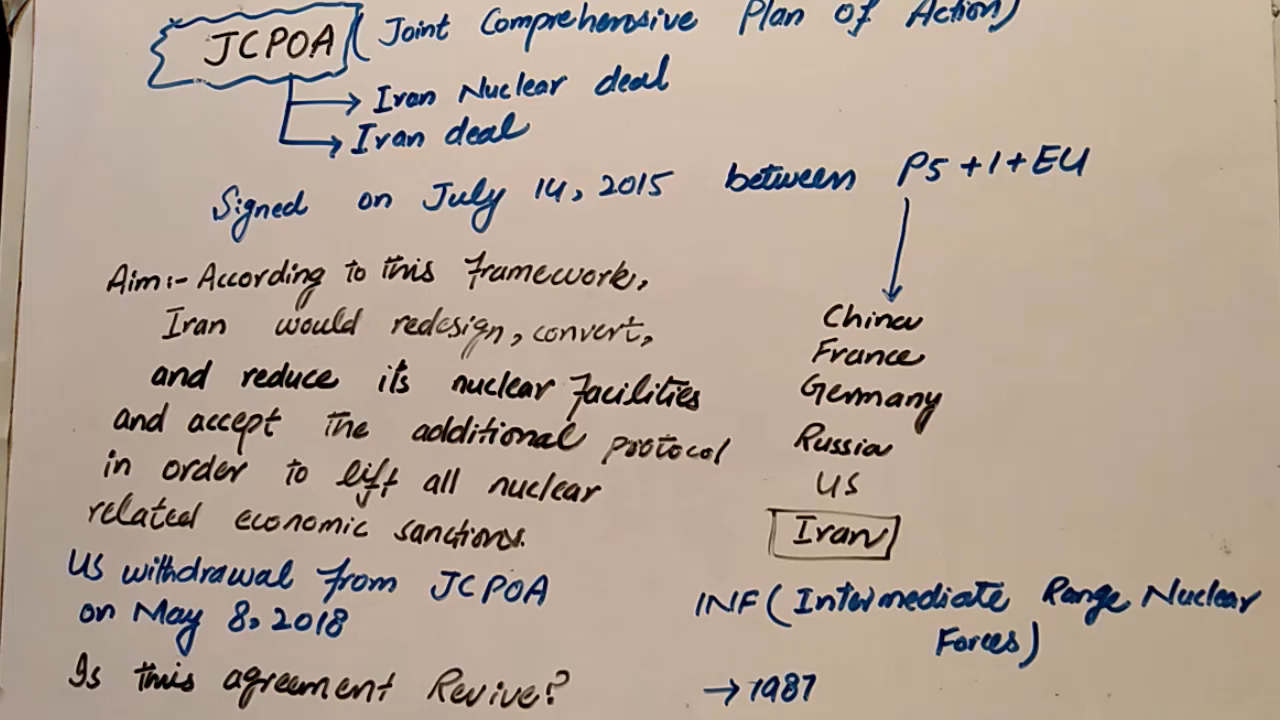 JCPOA (Joint Comprehensive Plan of Action)
→ Iran Nuclear deal
→ Iran deal
Signed on July 14, 2015 between P5+1+EU
Aim:- According to this framework,
Iran would redesign, convert,
and reduce its nuclear facilities
and accept the additional protocol
in order to lift all nuclear
related economic sanctions.
China
France
Germany
Russia
US
Iran
US withdrawal from JCPOA
on May 8, 2018
Is this agreement Revive?
INF (Intermediate Range Nuclear
Forces)
→ 1987